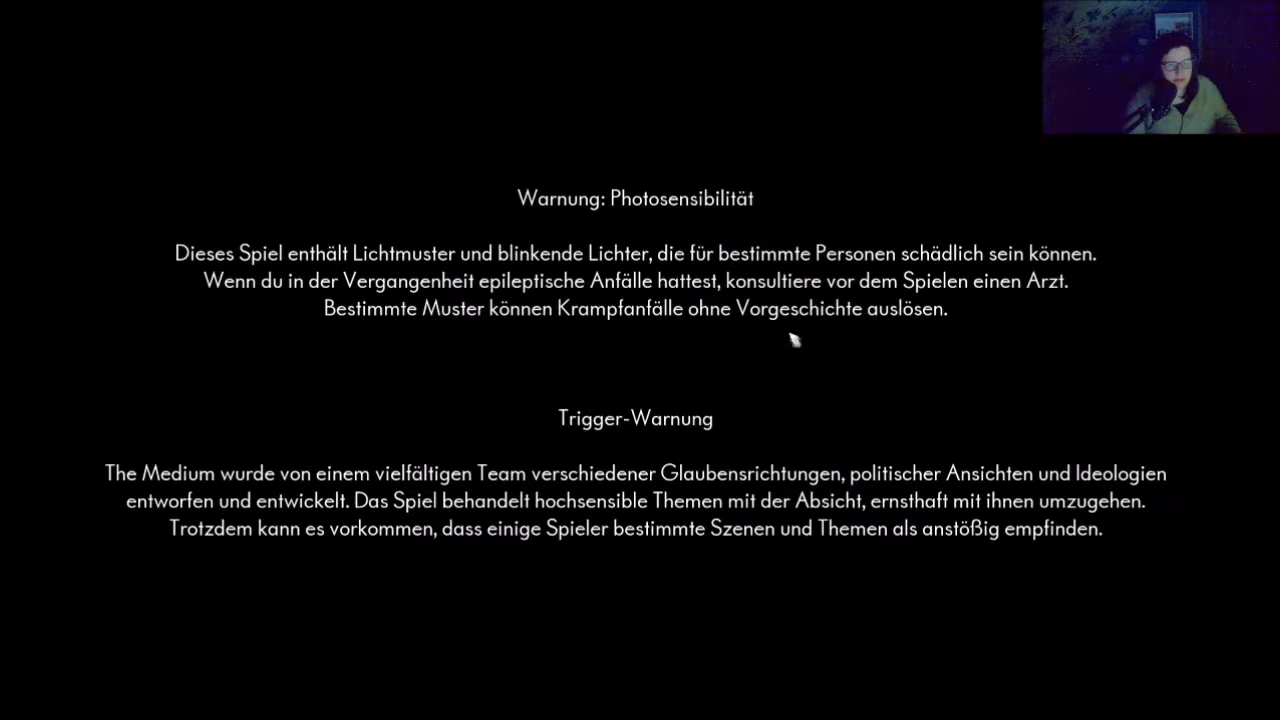 Warnung: Photosensibilität
Dieses Spiel enthält Lichtmuster und blinkende Lichter, die für bestimmte Personen schädlich sein können.
Wenn du in der Vergangenheit epileptische Anfälle hattest, konsultiere vor dem Spielen einen Arzt.
Bestimmte Muster können Krampfanfälle ohne Vorgeschichte auslösen.
Trigger-Warnung
The Medium wurde von einem vielfältigen Team verschiedener Glaubensrichtungen, politischer Ansichten und Ideologien
entworfen und entwickelt. Das Spiel behandelt hochsensible Themen mit der Absicht, ernsthaft mit ihnen umzugehen.
Trotzdem kann es vorkommen, dass einige Spieler bestimmte Szenen und Themen als anstößig empfinden.